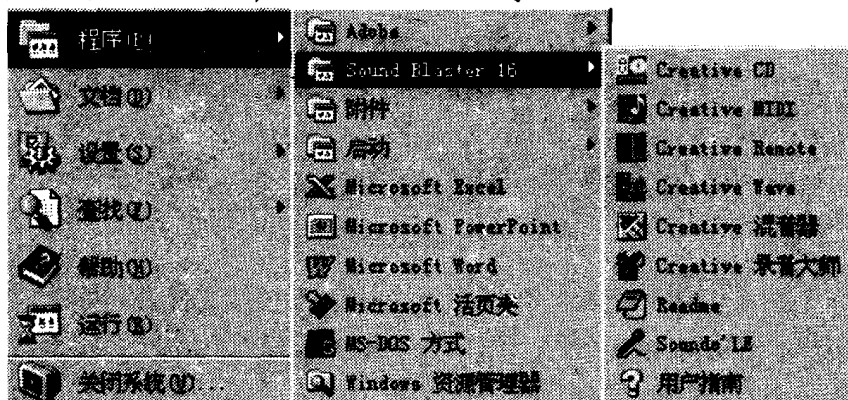 程序(P)
文档(D)
设置(S)
查找(F)
帮助(H)
运行(R)...
关闭系统(U)...
Adobe
Sound Blaster 16
附件
启动
Microsoft Excel
Microsoft PowerPoint
Microsoft Word
Microsoft 活页夹
MS-DOS 方式
Windows 资源管理器
Creative CD
Creative MIDI
Creative Remote
Creative Wave
Creative 混音器
Creative 录音大师
Readme
Sounde'LE
用户指南